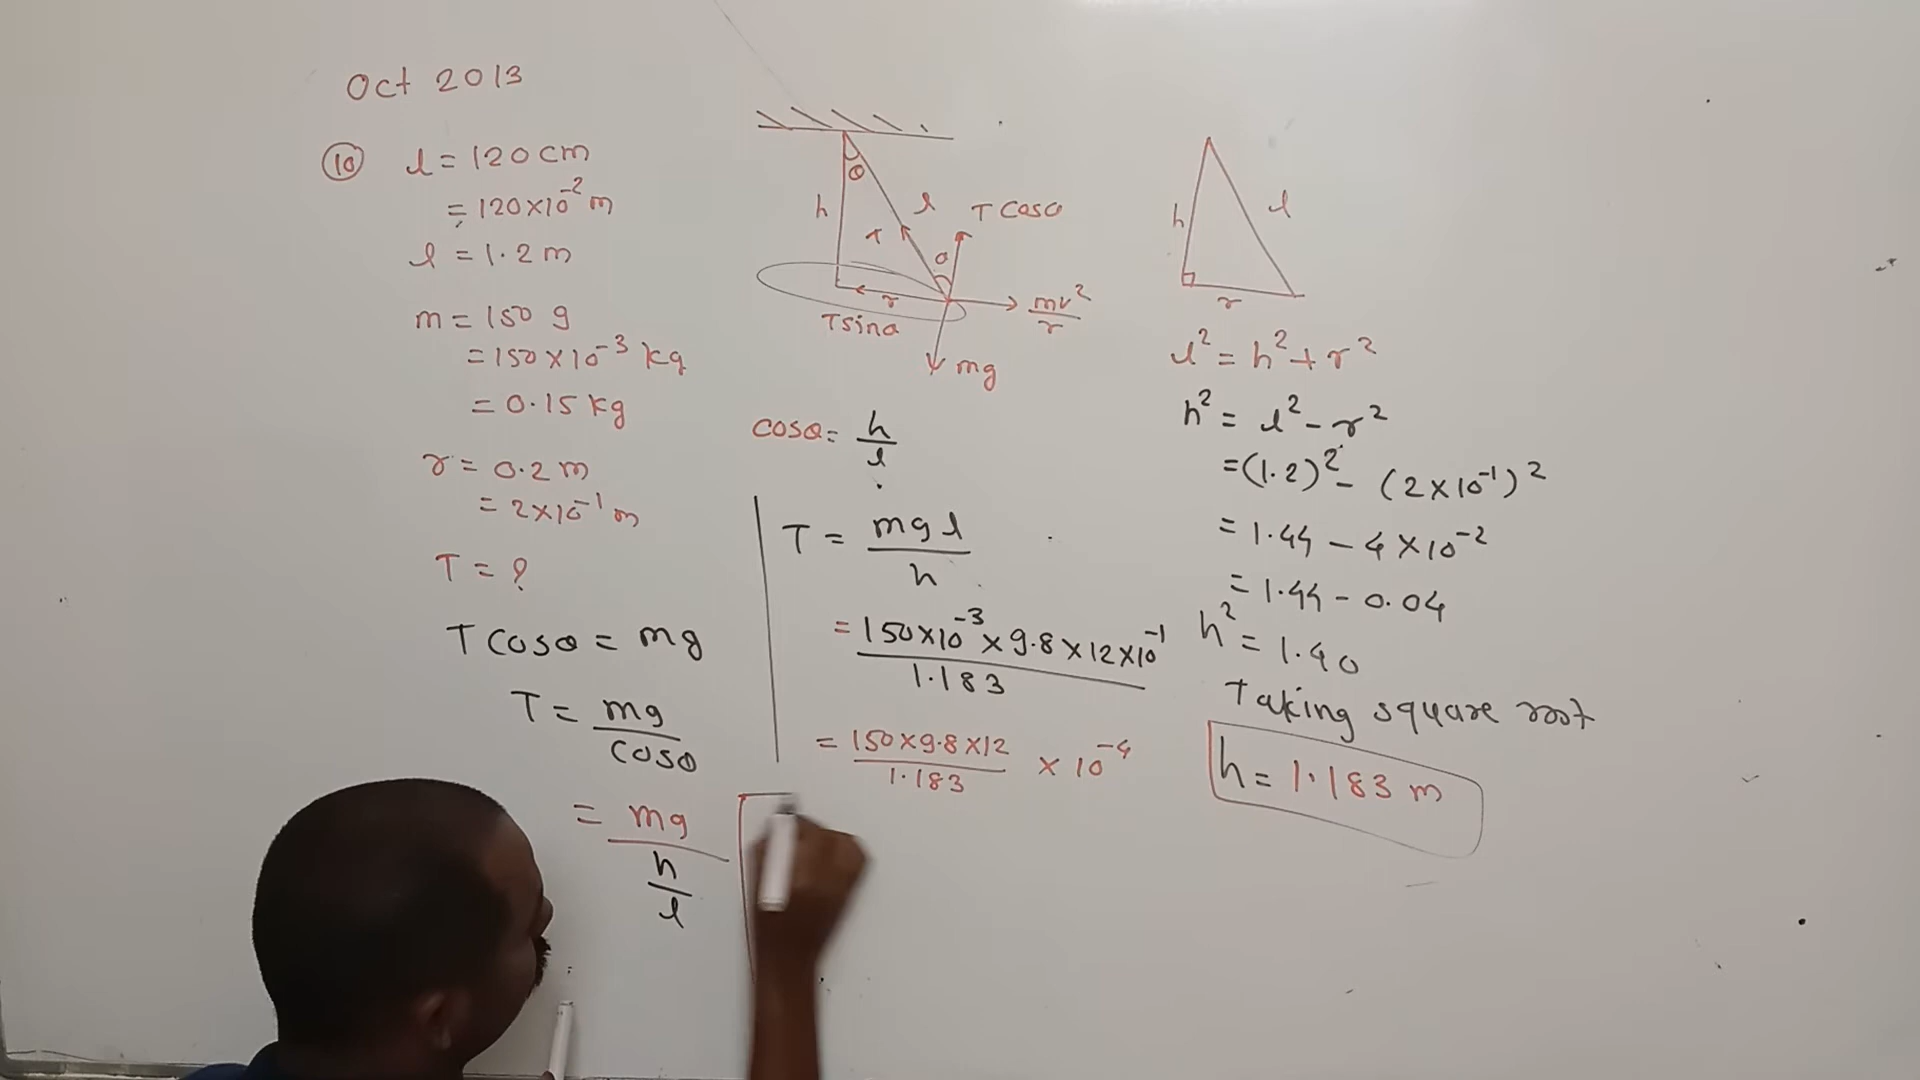 Oct 2013
10 l = 120 cm
= 120×10⁻² m
l = 1.2 m
m = 150 g
= 150×10⁻³ kg
= 0.15 kg
r = 0.2 m
= 2×10⁻¹ m
T = ?
T cosθ = mg
T = mg/cosθ
= mg/(h/l)
θ
h
l
T cosθ
T
θ
r
mv²/r
T sinθ
mg
cosθ = h/l
T = mgl/h
= 150×10⁻³×9.8×12×10⁻¹/1.183
= 150×9.8×12/1.183 × 10⁻⁴
h
l
r
l² = h² + r²
h² = l² – r²
= (1.2)² – (2×10⁻¹)²
= 1.44 – 4×10⁻²
= 1.44 – 0.04
h² = 1.40
Taking square root
h = 1.183 m